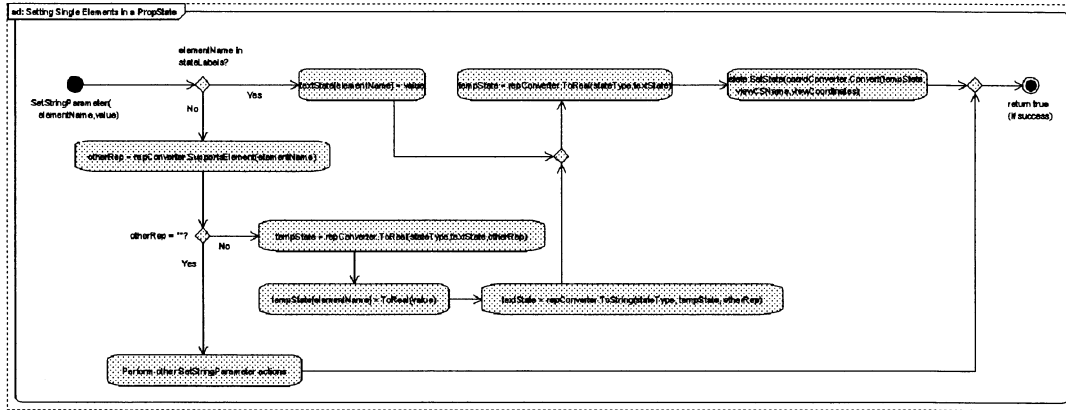 ad: Setting Single Elements in a PropState
elementName in
stateLabels?
SetStringParameter(
elementName,value)
No
Yes
textState[elementName] = value
tempState = repConverter.ToReal(stateType,textState)
state.SetState(coordConverter.Convert(tempState,
viewCSName,viewCoordinates)
return true
(if success)
otherRep = repConverter.SupportsElement(elementName)
otherRep = ""?
No
Yes
tempState = repConverter.ToReal(stateType,textState,otherRep)
tempState[elementName] = ToReal(value)
textState = repConverter.ToString(stateType, tempState, otherRep)
Perform other SetStringParameter actions